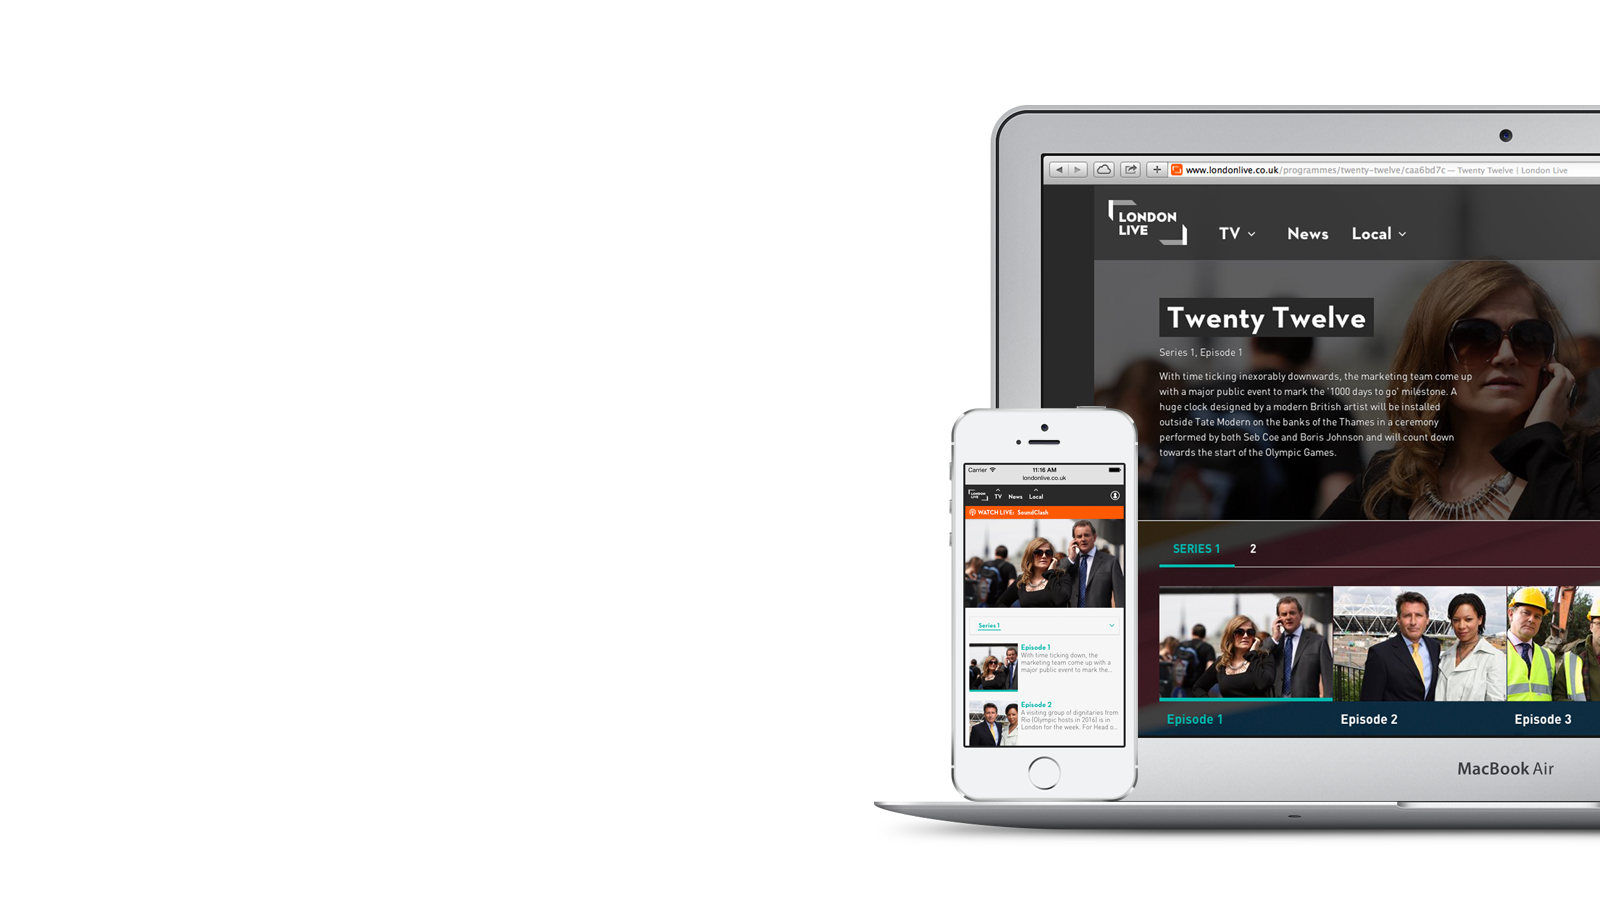 www.londonlive.co.uk/programmes/twenty-twelve/caa6bd7c — Twenty Twelve | London Live
LONDON
LIVE
TV
News
Local
Twenty Twelve
Series 1, Episode 1
With time ticking inexorably downwards, the marketing team come up
with a major public event to mark the '1000 days to go' milestone. A
huge clock designed by a modern British artist will be installed
outside Tate Modern on the banks of the Thames in a ceremony
performed by both Seb Coe and Boris Johnson and will count down
towards the start of the Olympic Games.
SERIES 1
2
Episode 1
Episode 2
Episode 3
MacBook Air
Carrier
11:16 AM
londonlive.co.uk
LONDON
LIVE
TV
News
Local
WATCH LIVE: SoundClash
Series 1
Episode 1
With time ticking down, the
marketing team come up with a
major public event to mark the...
Episode 2
A visiting group of dignitaries from
Rio (Olympic hosts in 2016) is in
London for the week. For Head o...